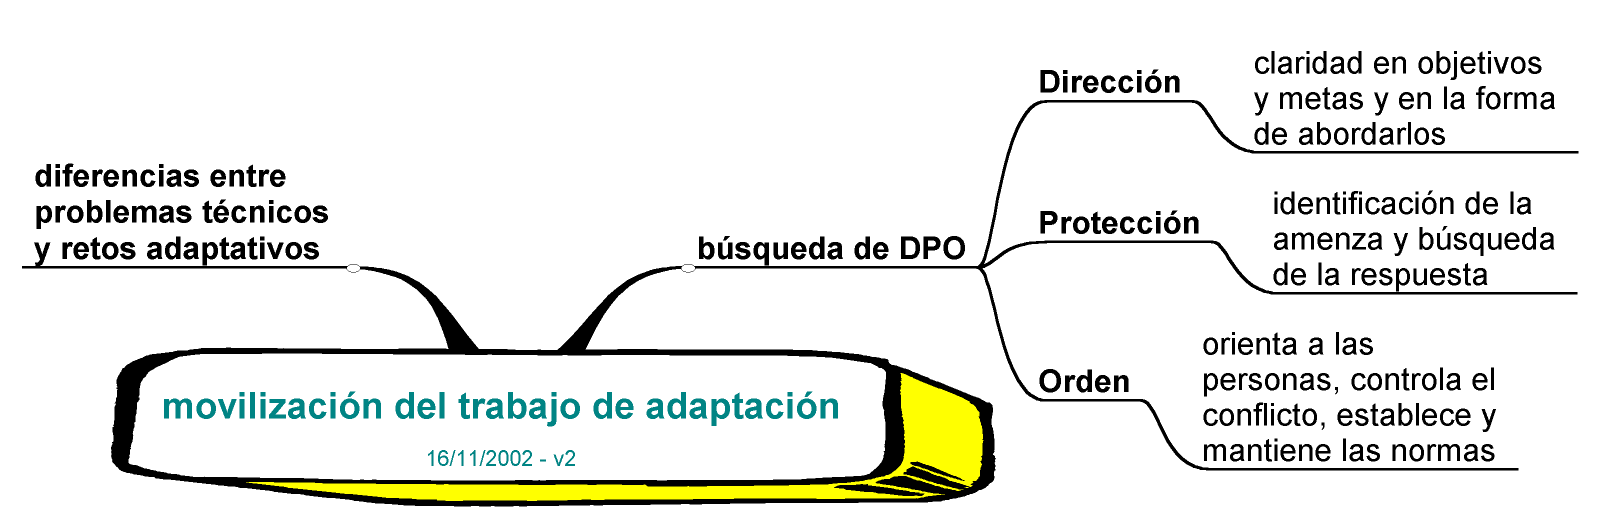 diferencias entre
problemas técnicos
y retos adaptativos
búsqueda de DPO
Dirección
claridad en objetivos
y metas y en la forma
de abordarlos
Protección
identificación de la
amenza y búsqueda
de la respuesta
Orden
orienta a las
personas, controla el
conflicto, establece y
mantiene las normas
movilización del trabajo de adaptación
16/11/2002 - v2